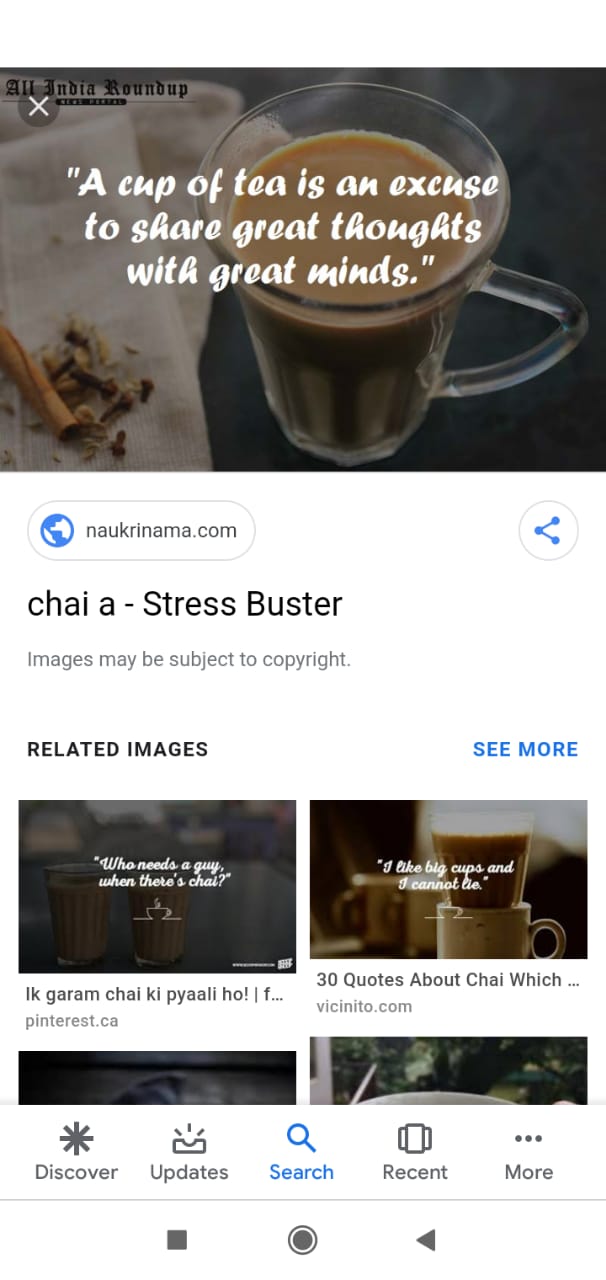 All India Roundup
NEWS PORTAL
"A cup of tea is an excuse
to share great thoughts
with great minds."
naukrinama.com
chai a - Stress Buster
Images may be subject to copyright.
RELATED IMAGES
SEE MORE
"Who needs a guy,
when there's chai?"
"I like big cups and
I cannot lie."
Ik garam chai ki pyaali ho! | f...
pinterest.ca
30 Quotes About Chai Which ...
vicinito.com
Discover
Updates
Search
Recent
More